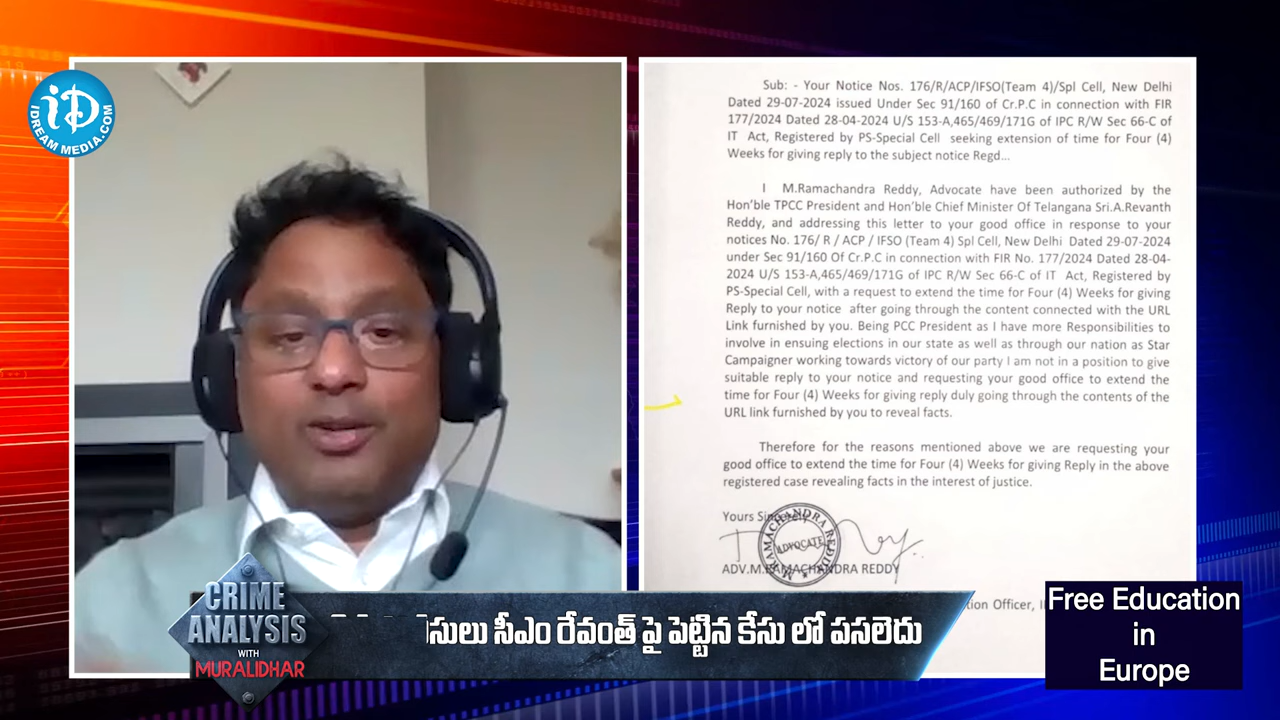 iD
IDREAM MEDIA.COM
Sub: - Your Notice Nos. 176/R/ACP/IFSO(Team 4)/Spl Cell, New Delhi
Dated 29-07-2024 issued Under Sec 91/160 of Cr.P.C in connection with FIR
177/2024 Dated 28-04-2024 U/S 153-A,465/469/171G of IPC R/W Sec 66-C of
IT Act, Registered by PS-Special Cell seeking extension of time for Four (4)
Weeks for giving reply to the subject notice Regd...
I M.Ramachandra Reddy, Advocate have been authorized by the
Hon'ble TPCC President and Hon'ble Chief Minister Of Telangana Sri.A.Revanth
Reddy, and addressing this letter to your good office in response to your
notices No. 176/ R / ACP / IFSO (Team 4) Spl Cell, New Delhi Dated 29-07-2024
under Sec 91/160 Of Cr.P.C in connection with FIR No. 177/2024 Dated 28-04-
2024 U/S 153-A,465/469/171G of IPC R/W Sec 66-C of IT Act, Registered by
PS-Special Cell, with a request to extend the time for Four (4) Weeks for giving
Reply to your notice after going through the content connected with the URL
Link furnished by you. Being PCC President as I have more Responsibilities to
involve in ensuing elections in our state as well as through our nation as Star
Campaigner working towards victory of our party I am not in a position to give
suitable reply to your notice and requesting your good office to extend the
time for Four (4) Weeks for giving reply duly going through the contents of the
URL link furnished by you to reveal facts.
Therefore for the reasons mentioned above we are requesting your
good office to extend the time for Four (4) Weeks for giving Reply in the above
registered case revealing facts in the interest of justice.
Yours Sincerely
M.RAMACHANDRA REDDY
ADVOCATE
ADV.M.RAMACHANDRA REDDY
Officer,
CRIME
ANALYSIS
WITH
MURALIDHAR
సీఎం రేవంత్ పై పెట్టిన కేసు లో పసలెదు
Free Education
in
Europe